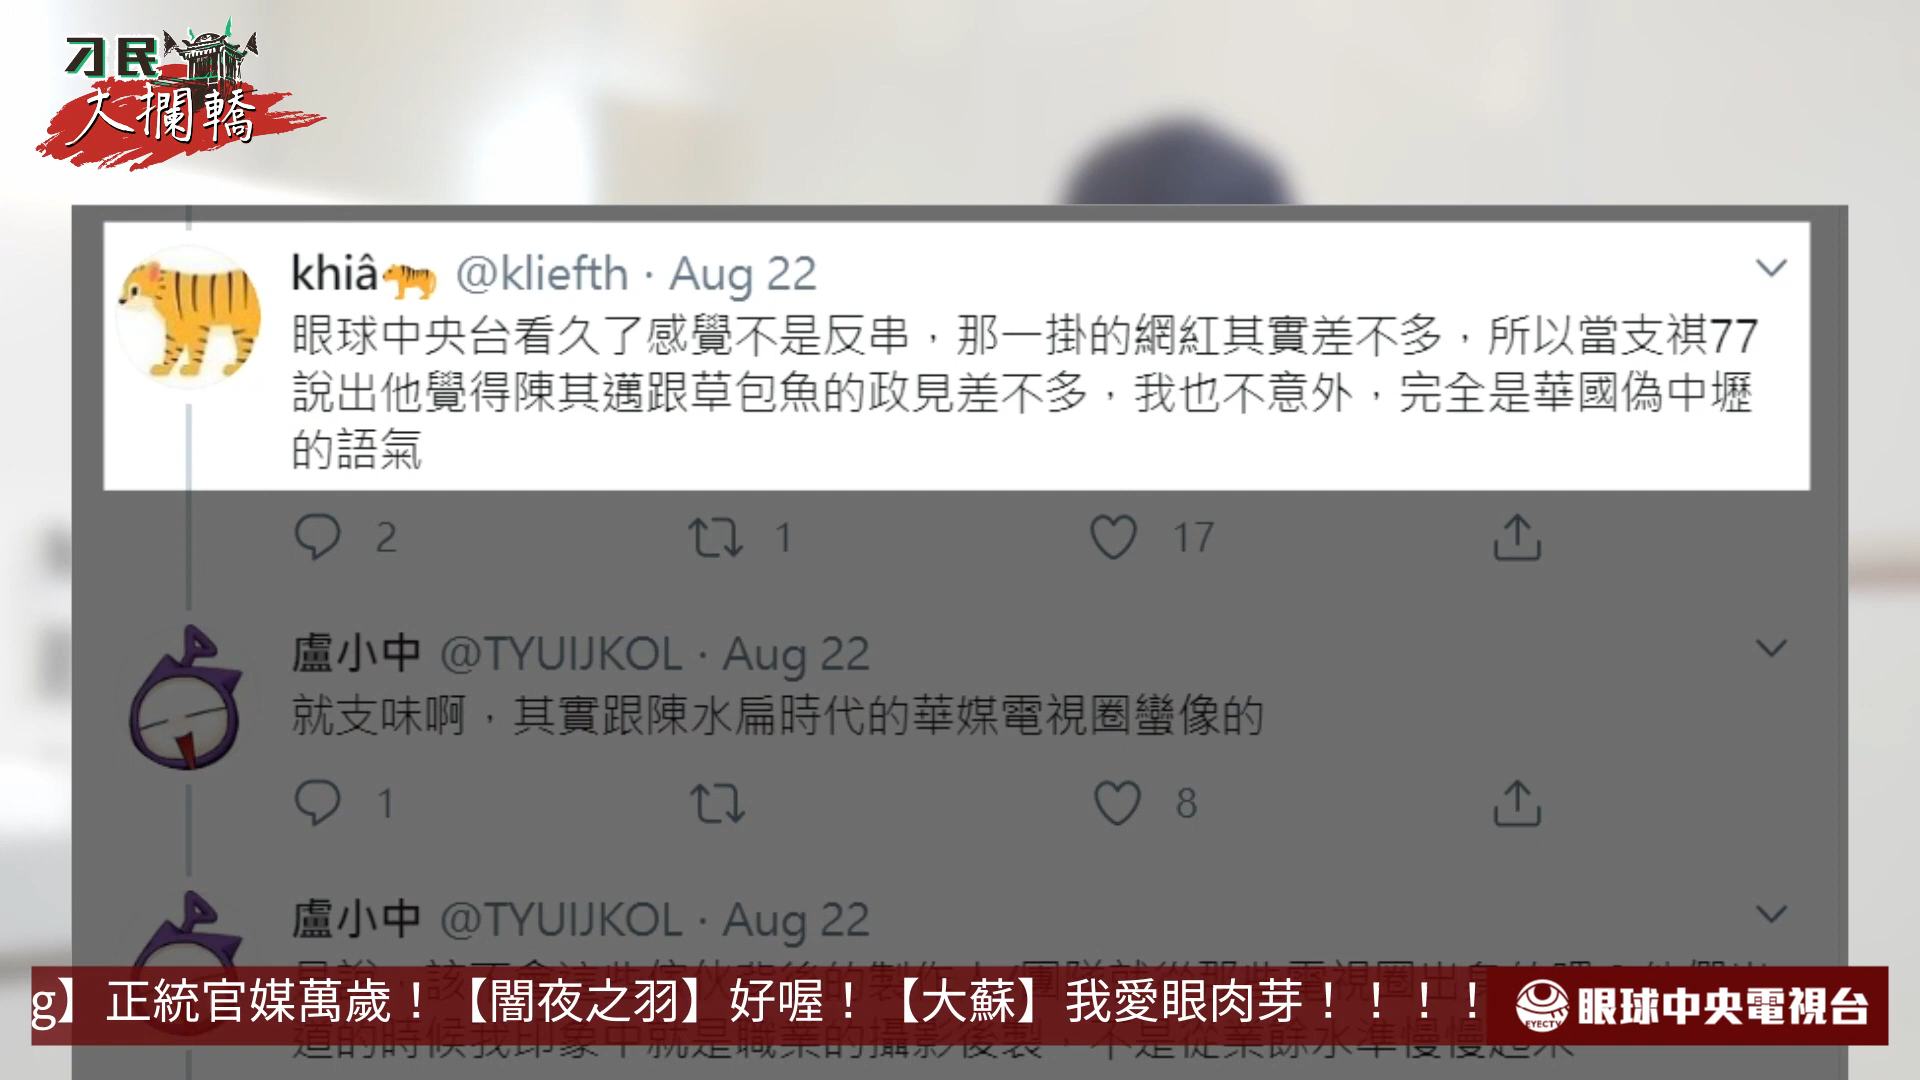 刁民
大攔轎
khiâ @kliefth · Aug 22
眼球中央台看久了感覺不是反串，那一掛的網紅其實差不多，所以當支祺77
說出他覺得陳其邁跟草包魚的政見差不多，我也不意外，完全是華國偽中壢
的語氣
2 1 17
盧小中 @TYUIJKOL · Aug 22
就支味啊，其實跟陳水扁時代的華媒電視圈蠻像的
1 8
盧小中 @TYUIJKOL · Aug 22
g】正統官媒萬歲！【闇夜之羽】好喔！【大蘇】我愛眼肉芽！！！！
EYECTV 眼球中央電視台